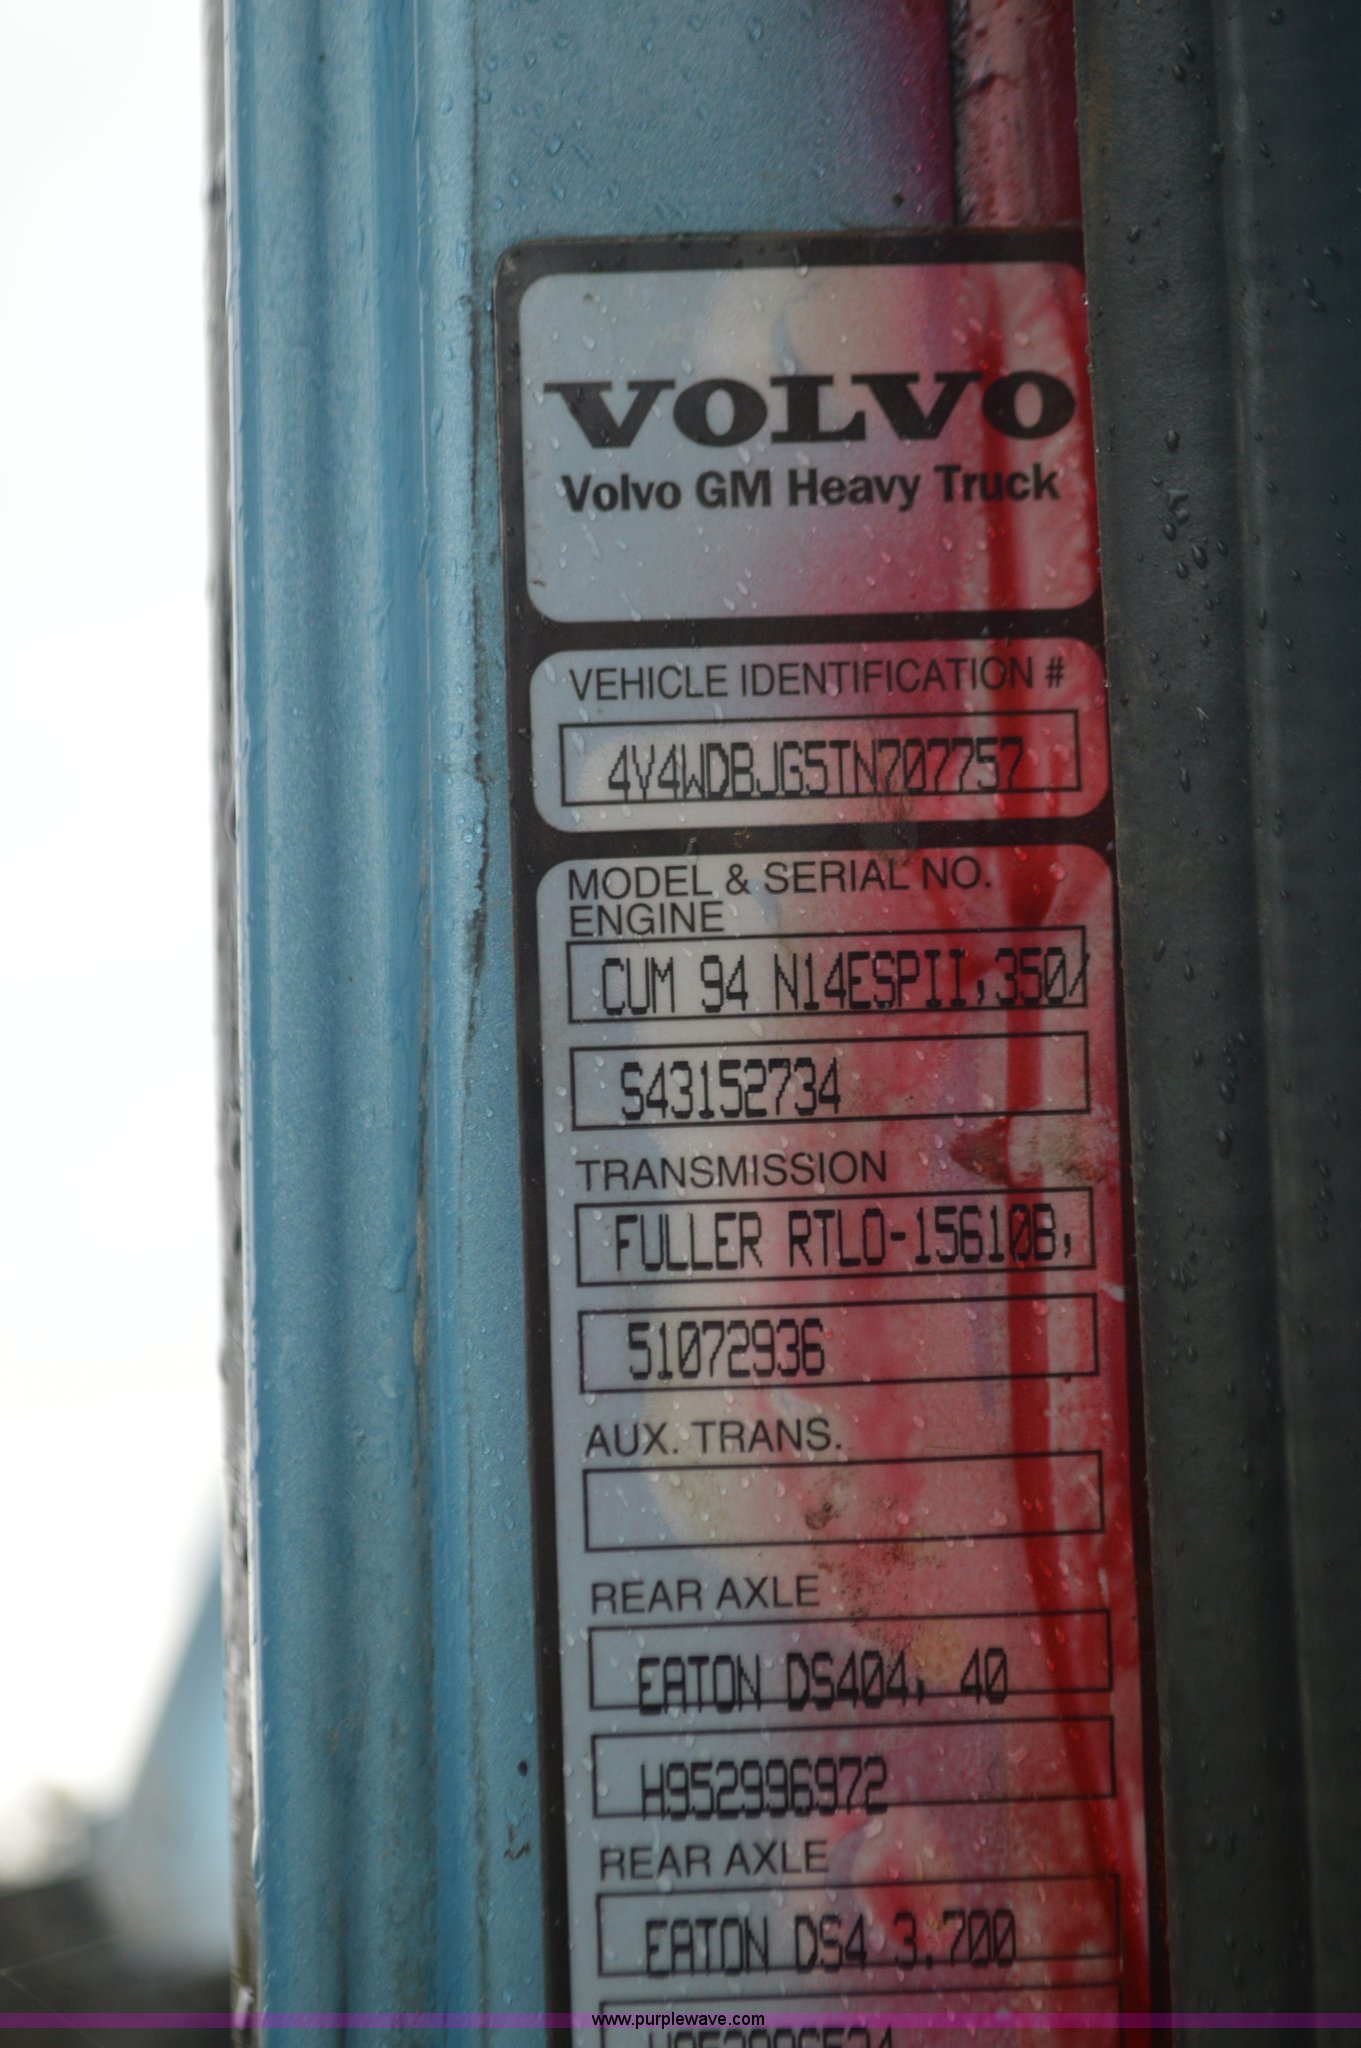 VOLVO
Volvo GM Heavy Truck
VEHICLE IDENTIFICATION #
4V4WDBJG5TN707757
MODEL & SERIAL NO.
ENGINE
CUM 94 N14ESPII,350/
S43152734
TRANSMISSION
FULLER RTLO-15610B,
51072936
AUX. TRANS.
REAR AXLE
EATON DS404, 40
H952996972
REAR AXLE
EATON DS4 3.700
www.purplewave.com